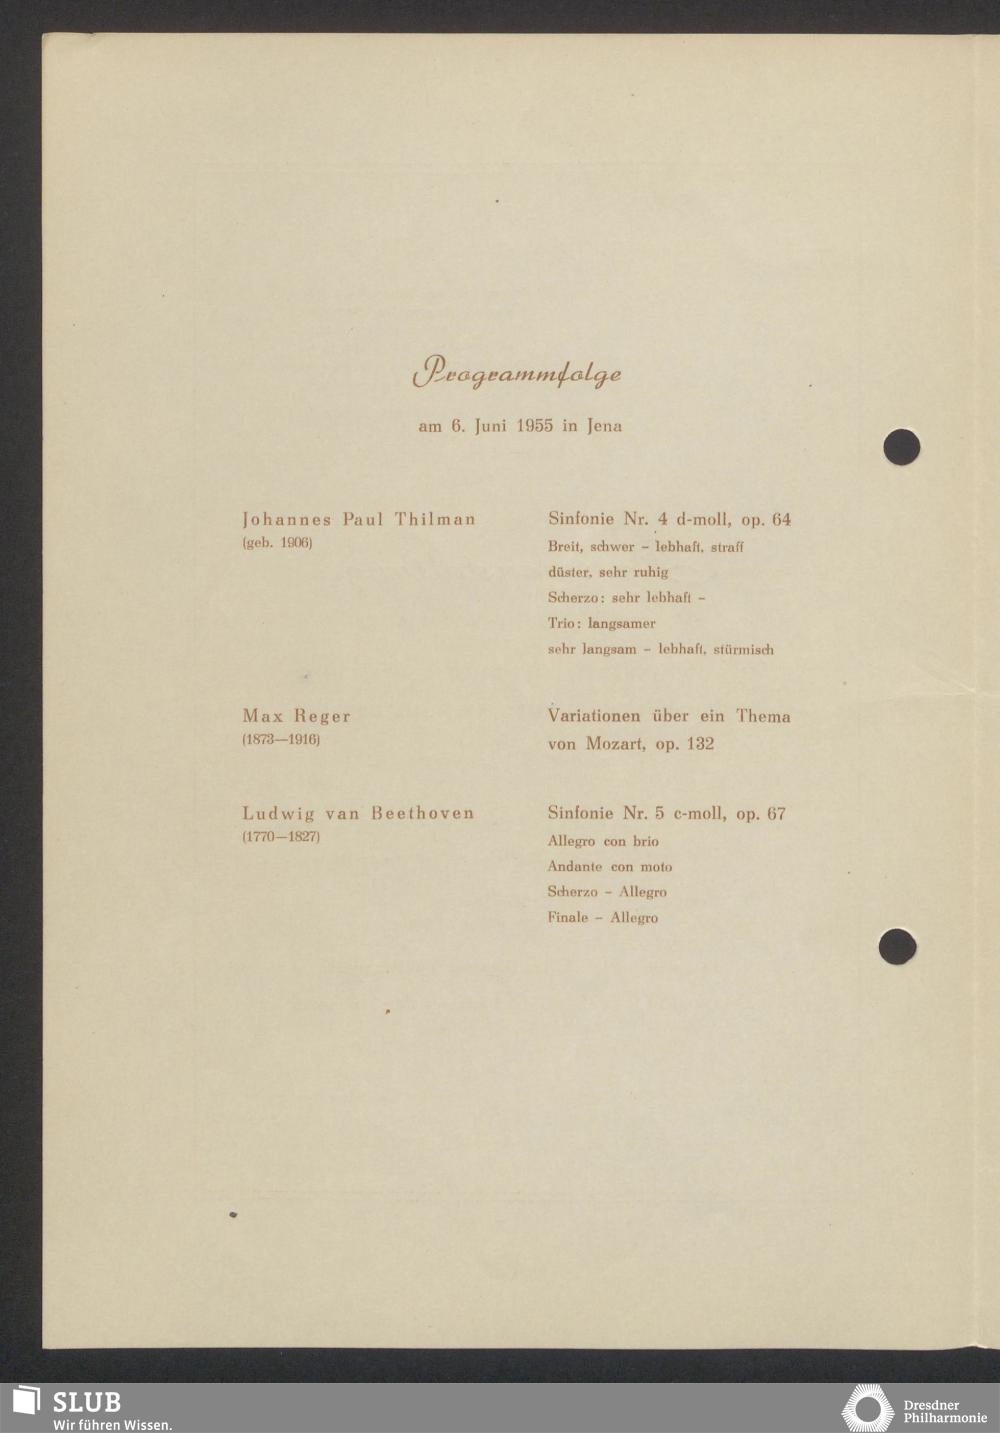 Programmfolge
am 6. Juni 1955 in Jena
Johannes Paul Thilman
(geb. 1906)
Sinfonie Nr. 4 d-moll, op. 64
Breit, schwer – lebhaft, straff
düster, sehr ruhig
Scherzo: sehr lebhaft –
Trio: langsamer
sehr langsam – lebhaft, stürmisch
Max Reger
(1873—1916)
Variationen über ein Thema
von Mozart, op. 132
Ludwig van Beethoven
(1770—1827)
Sinfonie Nr. 5 c-moll, op. 67
Allegro con brio
Andante con moto
Scherzo – Allegro
Finale – Allegro
SLUB
Wir führen Wissen.
Dresdner
Philharmonie